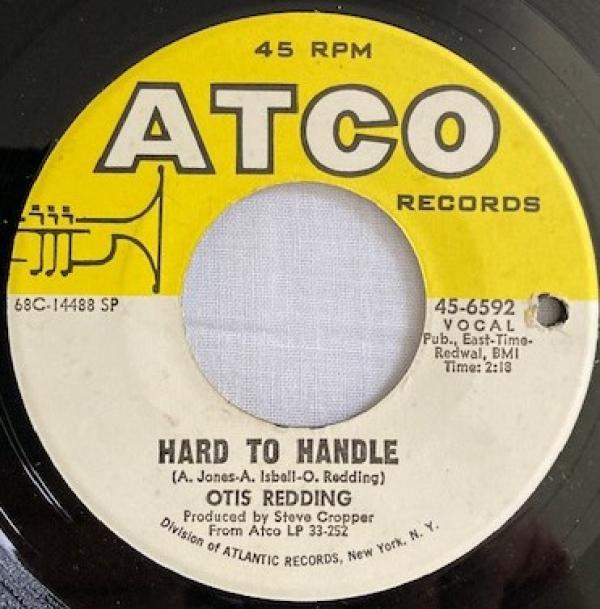 45 RPM
ATCO
RECORDS
68C-14488 SP
45-6592
VOCAL
Pub., East-Time-
Redwal, BMI
Time: 2:18
HARD TO HANDLE
(A. Jones-A. Isbell-O. Redding)
OTIS REDDING
Produced by Steve Cropper
From Atco LP 33-252
Division of ATLANTIC RECORDS, New York, N. Y.